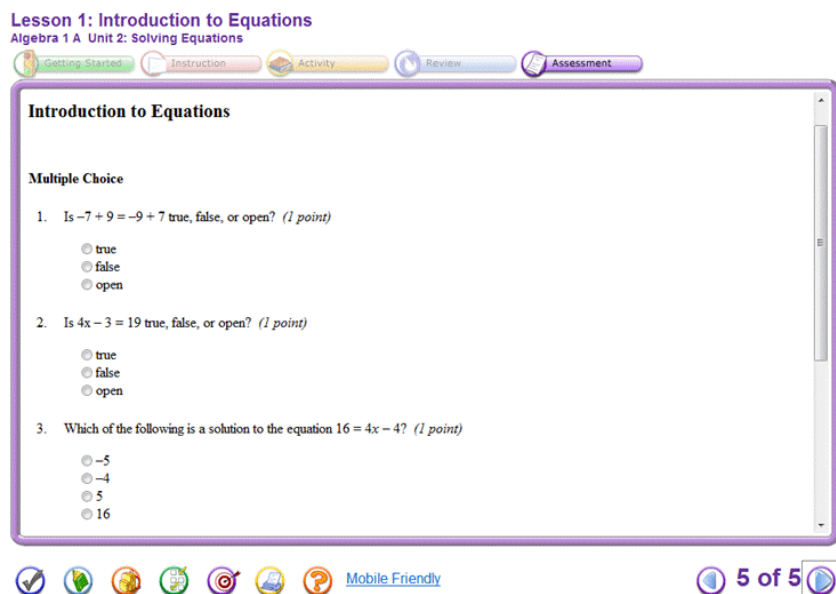 Lesson 1: Introduction to Equations
Algebra 1 A Unit 2: Solving Equations
Getting Started Instruction Activity Review Assessment
Introduction to Equations
Multiple Choice
1. Is –7 + 9 = –9 + 7 true, false, or open? (1 point)
true
false
open
2. Is 4x – 3 = 19 true, false, or open? (1 point)
true
false
open
3. Which of the following is a solution to the equation 16 = 4x – 4? (1 point)
–5
–4
5
16
Mobile Friendly 5 of 5